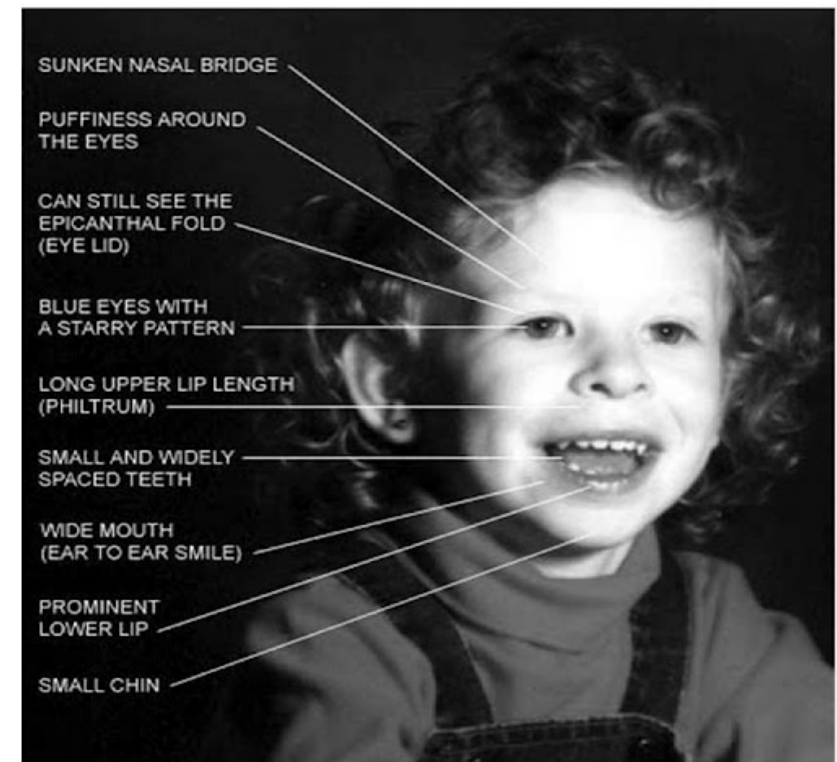 SUNKEN NASAL BRIDGE
PUFFINESS AROUND
THE EYES
CAN STILL SEE THE
EPICANTHAL FOLD
(EYE LID)
BLUE EYES WITH
A STARRY PATTERN
LONG UPPER LIP LENGTH
(PHILTRUM)
SMALL AND WIDELY
SPACED TEETH
WIDE MOUTH
(EAR TO EAR SMILE)
PROMINENT
LOWER LIP
SMALL CHIN